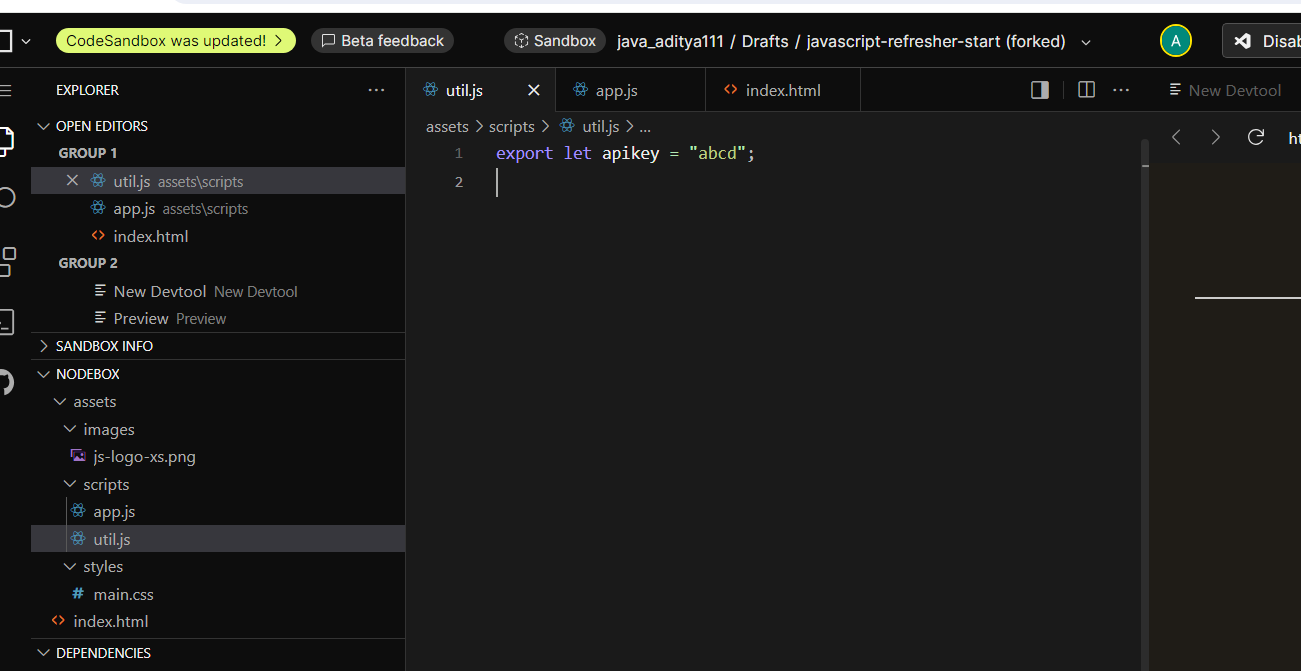 CodeSandbox was updated! Beta feedback Sandbox java_aditya111 / Drafts / javascript-refresher-start (forked) A Disab
EXPLORER
OPEN EDITORS
GROUP 1
util.js assets\scripts
app.js assets\scripts
index.html
GROUP 2
New Devtool New Devtool
Preview Preview
SANDBOX INFO
NODEBOX
assets
images
js-logo-xs.png
scripts
app.js
util.js
styles
# main.css
index.html
DEPENDENCIES
util.js app.js index.html
assets > scripts > util.js > ...
1 export let apikey = "abcd";
2
New Devtool
ht